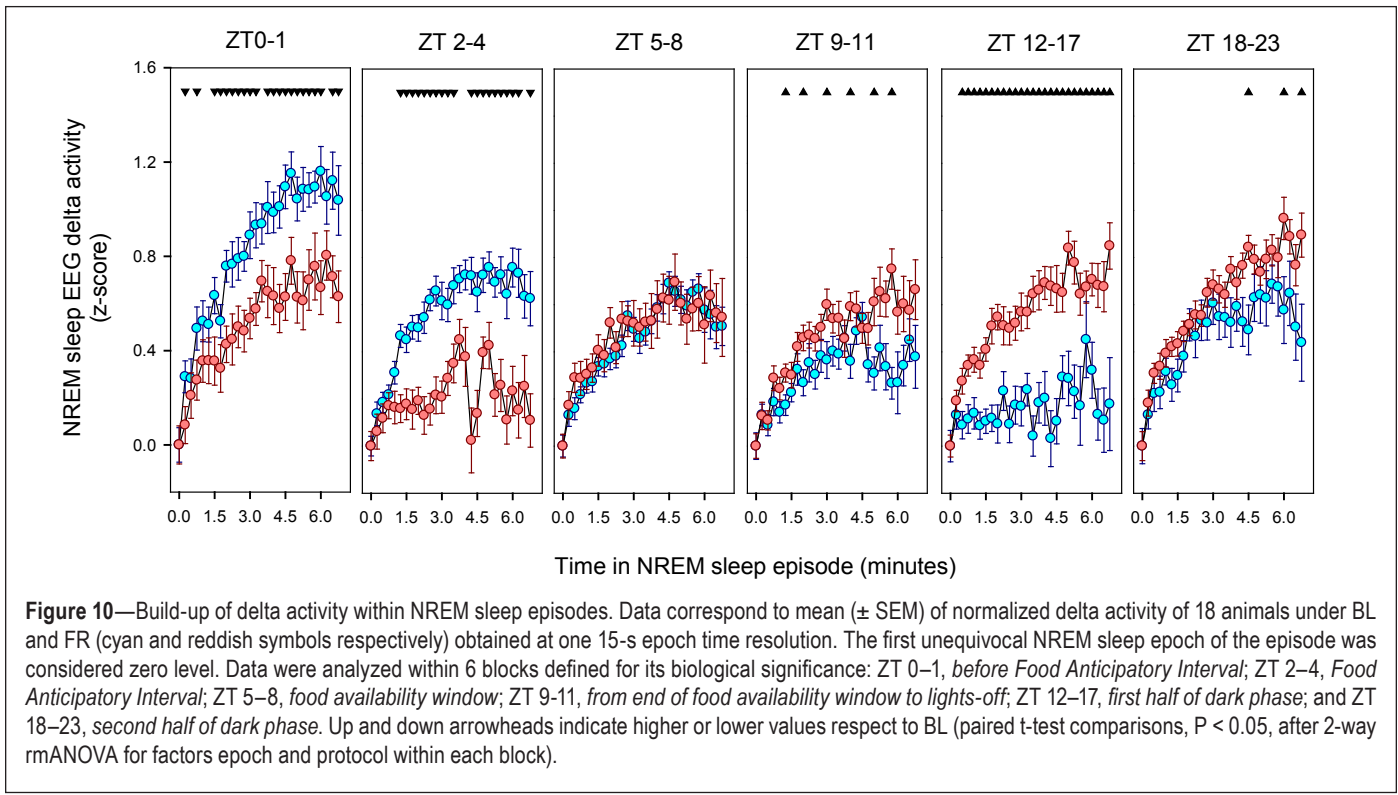 ZT0-1 ZT 2-4 ZT 5-8 ZT 9-11 ZT 12-17 ZT 18-23
1.6
1.2
0.8
0.4
0.0
NREM sleep EEG delta activity
(z-score)
0.0 1.5 3.0 4.5 6.0 0.0 1.5 3.0 4.5 6.0 0.0 1.5 3.0 4.5 6.0 0.0 1.5 3.0 4.5 6.0 0.0 1.5 3.0 4.5 6.0 0.0 1.5 3.0 4.5 6.0
Time in NREM sleep episode (minutes)
Figure 10—Build-up of delta activity within NREM sleep episodes. Data correspond to mean (± SEM) of normalized delta activity of 18 animals under BL
and FR (cyan and reddish symbols respectively) obtained at one 15-s epoch time resolution. The first unequivocal NREM sleep epoch of the episode was
considered zero level. Data were analyzed within 6 blocks defined for its biological significance: ZT 0–1, before Food Anticipatory Interval; ZT 2–4, Food
Anticipatory Interval; ZT 5–8, food availability window; ZT 9-11, from end of food availability window to lights-off; ZT 12–17, first half of dark phase; and ZT
18–23, second half of dark phase. Up and down arrowheads indicate higher or lower values respect to BL (paired t-test comparisons, P < 0.05, after 2-way
rmANOVA for factors epoch and protocol within each block).